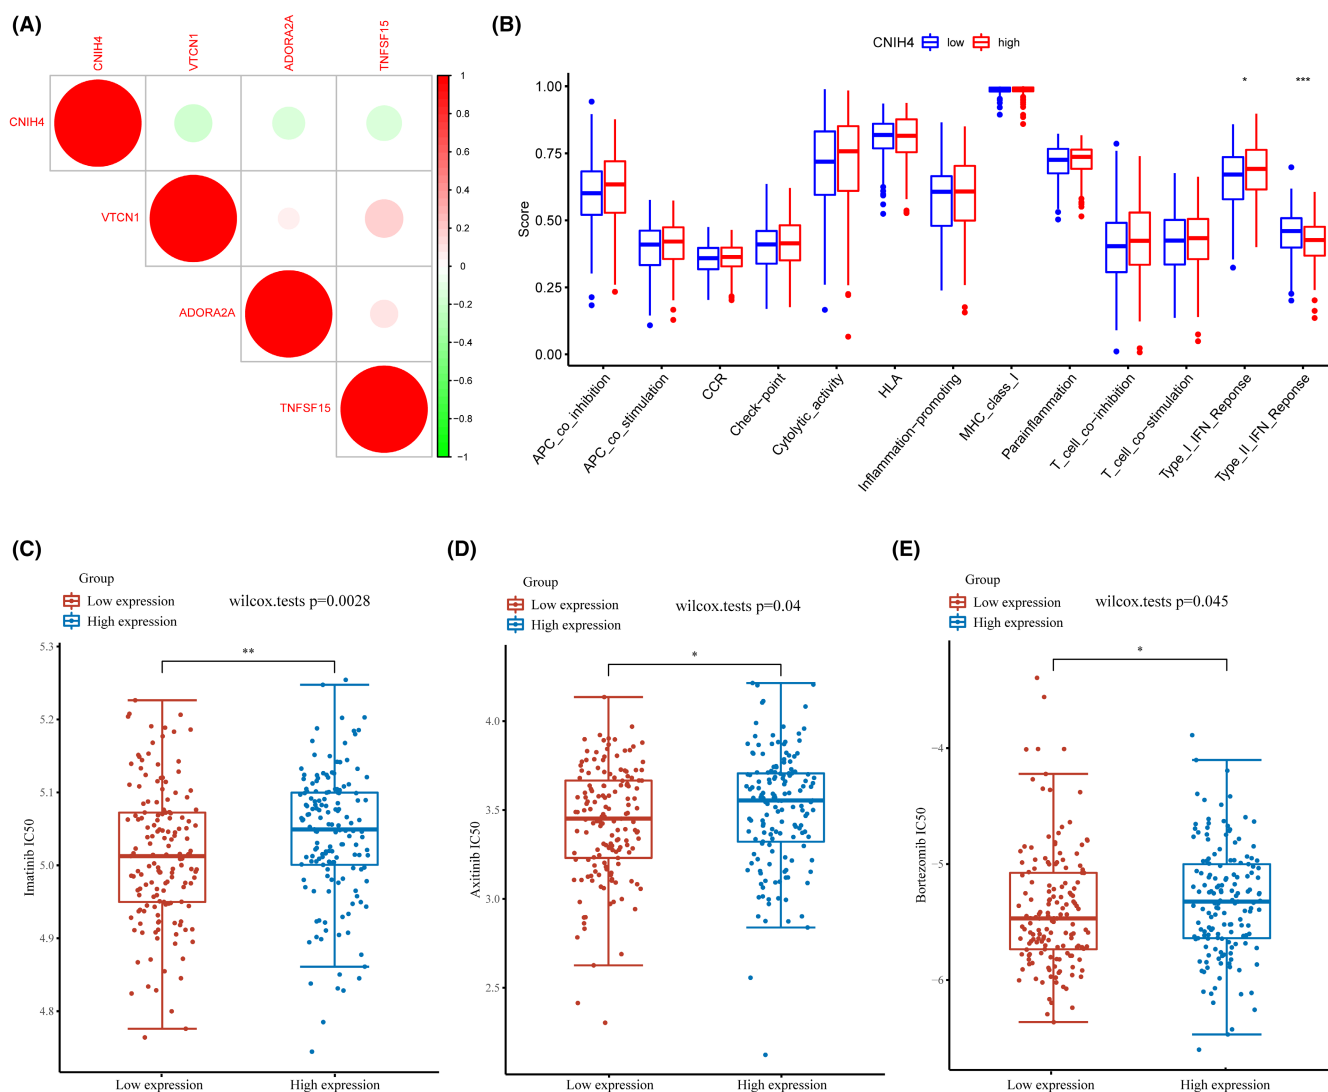 (A)
CNIH4
VTCN1
ADORA2A
TNFSF15
CNIH4
VTCN1
ADORA2A
TNFSF15
1
0.8
0.6
0.4
0.2
0
−0.2
−0.4
−0.6
−0.8
−1
(B)
CNIH4 low high
Score
1.00
0.75
0.50
0.25
0.00
* ***
APC_co_inhibition
APC_co_stimulation
CCR
Check−point
Cytolytic_activity
HLA
Inflammation−promoting
MHC_class_I
Parainflammation
T_cell_co−inhibition
T_cell_co−stimulation
Type_I_IFN_Reponse
Type_II_IFN_Reponse
(C)
Group
Low expression
High expression
wilcox.tests p=0.0028
**
Imatinib IC50
5.3
5.2
5.1
5.0
4.9
4.8
Low expression High expression
(D)
Group
Low expression
High expression
wilcox.tests p=0.04
*
Axitinib IC50
4.0
3.5
3.0
2.5
Low expression High expression
(E)
Group
Low expression
High expression
wilcox.tests p=0.045
*
Bortezomib IC50
−4
−5
−6
Low expression High expression